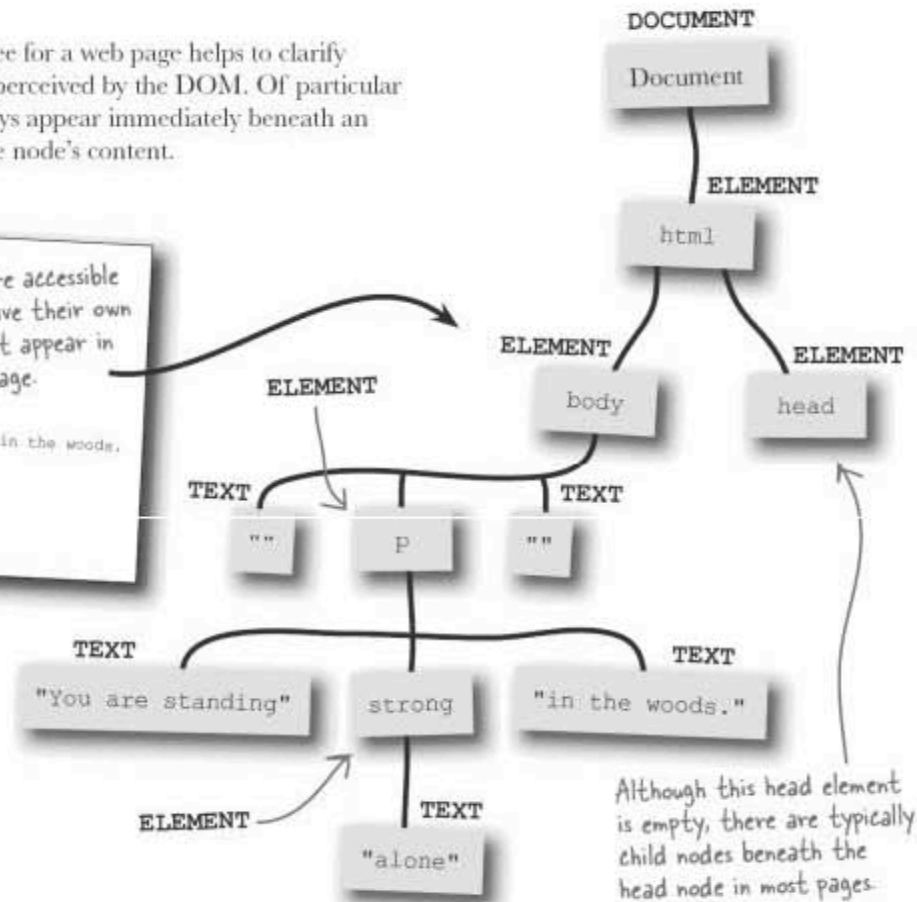 ee for a web page helps to clarify
perceived by the DOM. Of particular
ys appear immediately beneath an
e node's content.
re accessible
ve their own
t appear in
age.
in the woods.
DOCUMENT
Document
ELEMENT
html
ELEMENT
body
ELEMENT
head
ELEMENT
TEXT
""
p
TEXT
""
TEXT
"You are standing"
strong
TEXT
"in the woods."
ELEMENT
TEXT
"alone"
Although this head element
is empty, there are typically
child nodes beneath the
head node in most pages.